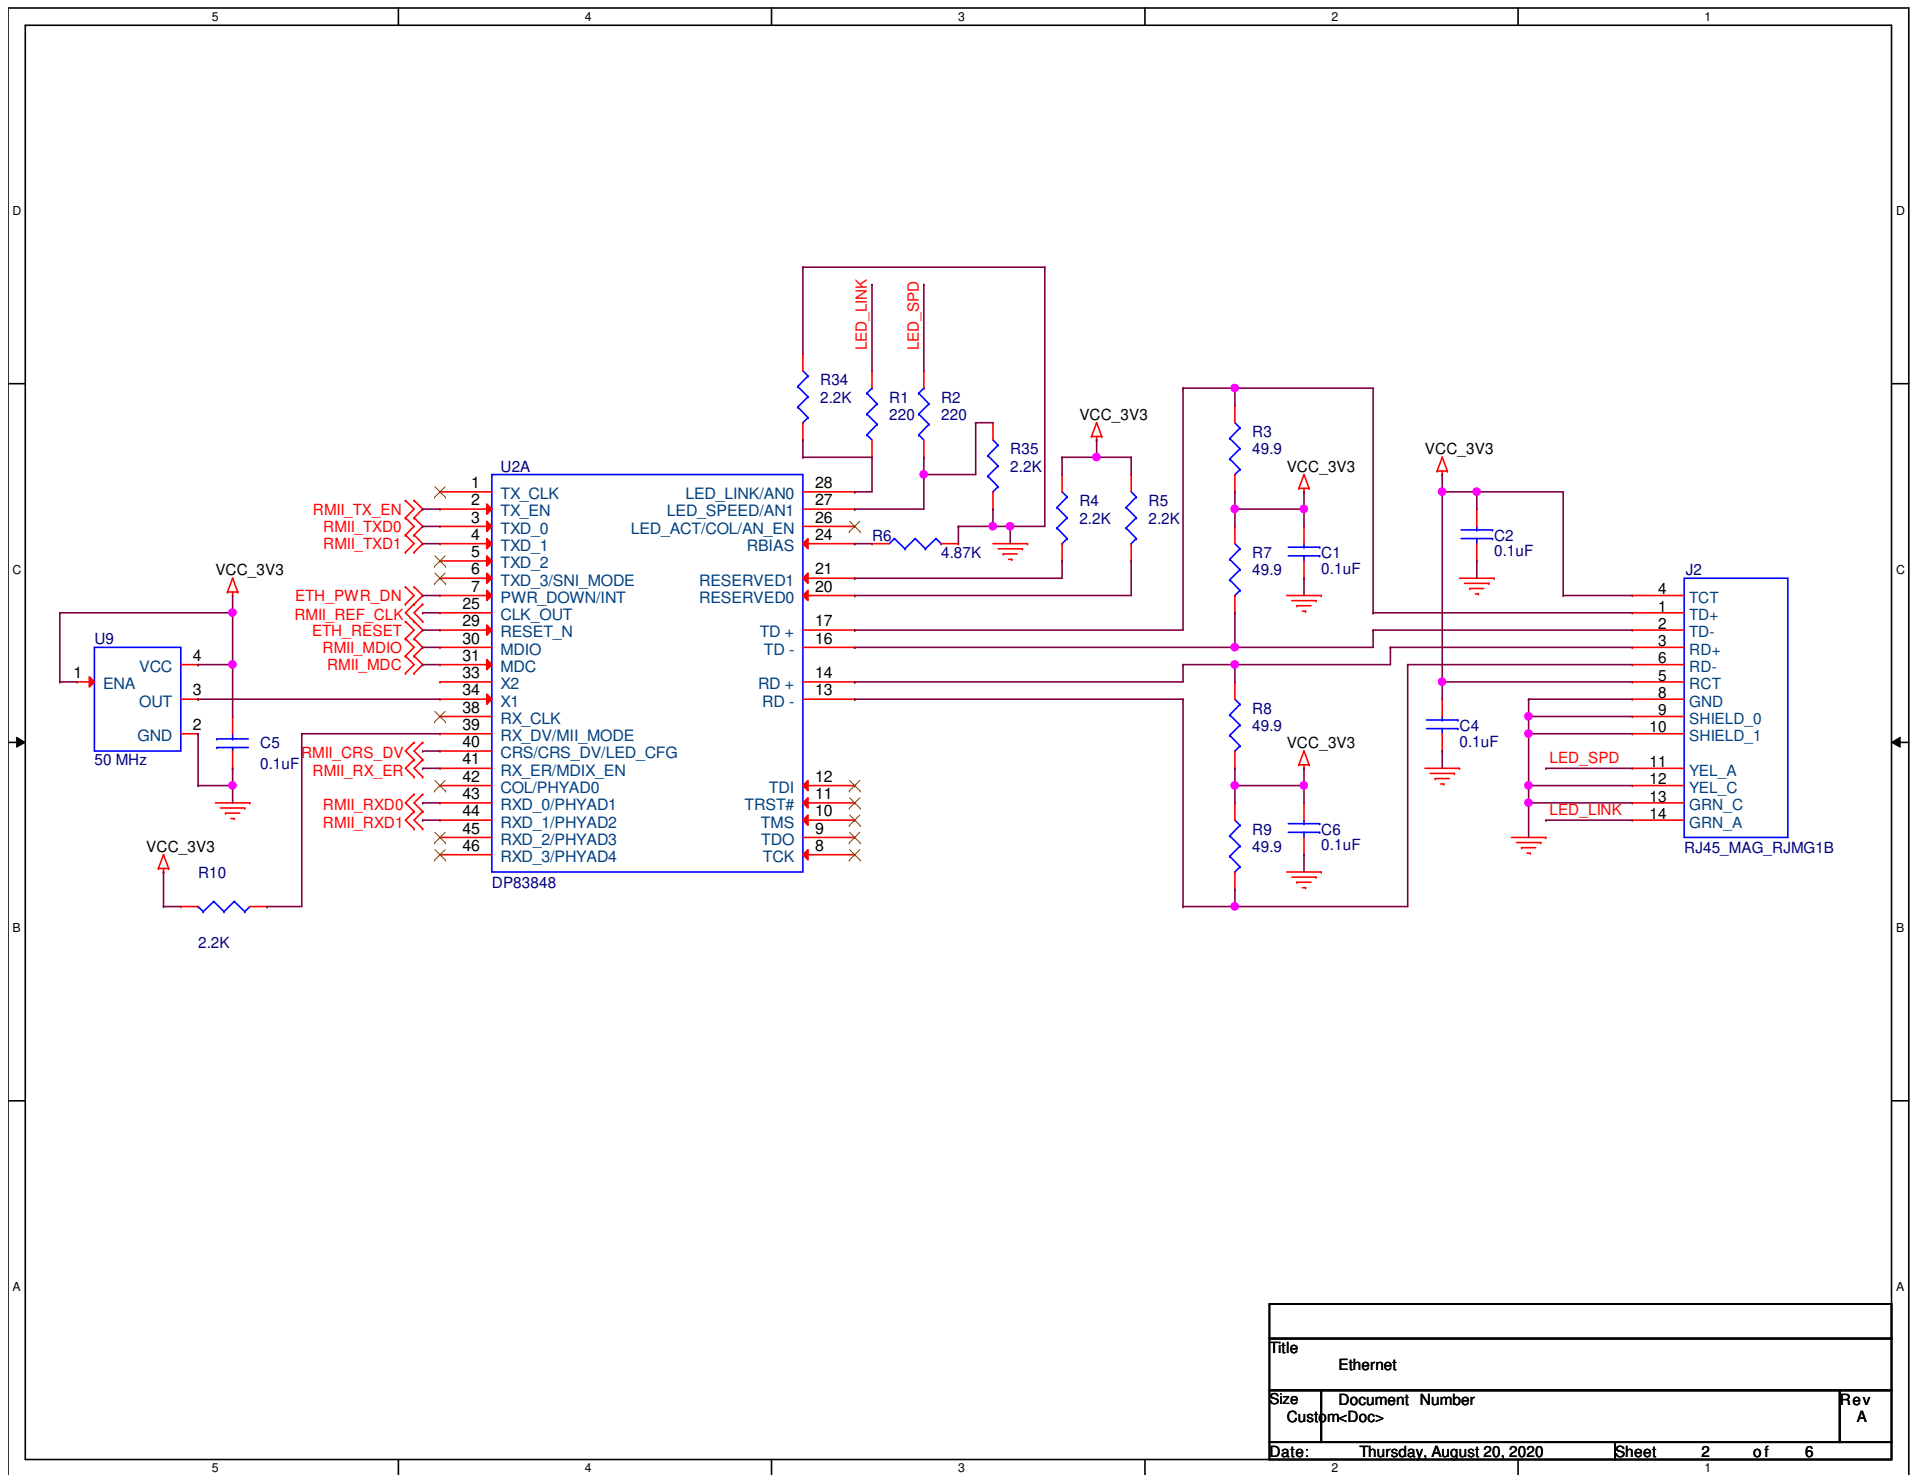 5 4 3 2 1
D D
C C
B B
A A
5 4 3 2 1
LED_LINK
LED_SPD
R34
2.2K
R1
220
R2
220
R35
2.2K
R6
4.87K
VCC_3V3
R4
2.2K
R5
2.2K
R3
49.9
VCC_3V3
R7
49.9
C1
0.1uF
R8
49.9
VCC_3V3
R9
49.9
C6
0.1uF
VCC_3V3
C2
0.1uF
C4
0.1uF
U2A
1 TX_CLK
RMII_TX_EN 2 TX_EN
RMII_TXD0 3 TXD_0
RMII_TXD1 4 TXD_1
5 TXD_2
6 TXD_3/SNI_MODE
ETH_PWR_DN 7 PWR_DOWN/INT
RMII_REF_CLK 25 CLK_OUT
ETH_RESET 29 RESET_N
RMII_MDIO 30 MDIO
RMII_MDC 31 MDC
33 X2
34 X1
38 RX_CLK
39 RX_DV/MII_MODE
RMII_CRS_DV 40 CRS/CRS_DV/LED_CFG
RMII_RX_ER 41 RX_ER/MDIX_EN
42 COL/PHYAD0
RMII_RXD0 43 RXD_0/PHYAD1
RMII_RXD1 44 RXD_1/PHYAD2
45 RXD_2/PHYAD3
46 RXD_3/PHYAD4
LED_LINK/AN0 28
LED_SPEED/AN1 27
LED_ACT/COL/AN_EN 26
RBIAS 24
RESERVED1 21
RESERVED0 20
TD + 17
TD - 16
RD + 14
RD - 13
TDI 12
TRST# 11
TMS 10
TDO 9
TCK 8
DP83848
VCC_3V3
U9
VCC 4
1 ENA
OUT 3
GND 2
50 MHz
C5
0.1uF
VCC_3V3
R10
2.2K
J2
4 TCT
1 TD+
2 TD-
3 RD+
6 RD-
5 RCT
8 GND
9 SHIELD_0
10 SHIELD_1
LED_SPD 11 YEL_A
12 YEL_C
13 GRN_C
LED_LINK 14 GRN_A
RJ45_MAG_RJMG1B
Title
Ethernet
Size Document Number Rev
Custom<Doc> A
Date: Thursday, August 20, 2020 Sheet 2 of 6